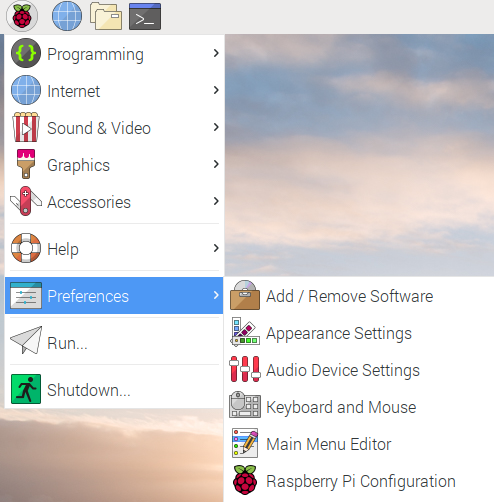 Programming
Internet
Sound & Video
Graphics
Accessories
Help
Preferences
Run...
Shutdown...
Add / Remove Software
Appearance Settings
Audio Device Settings
Keyboard and Mouse
Main Menu Editor
Raspberry Pi Configuration